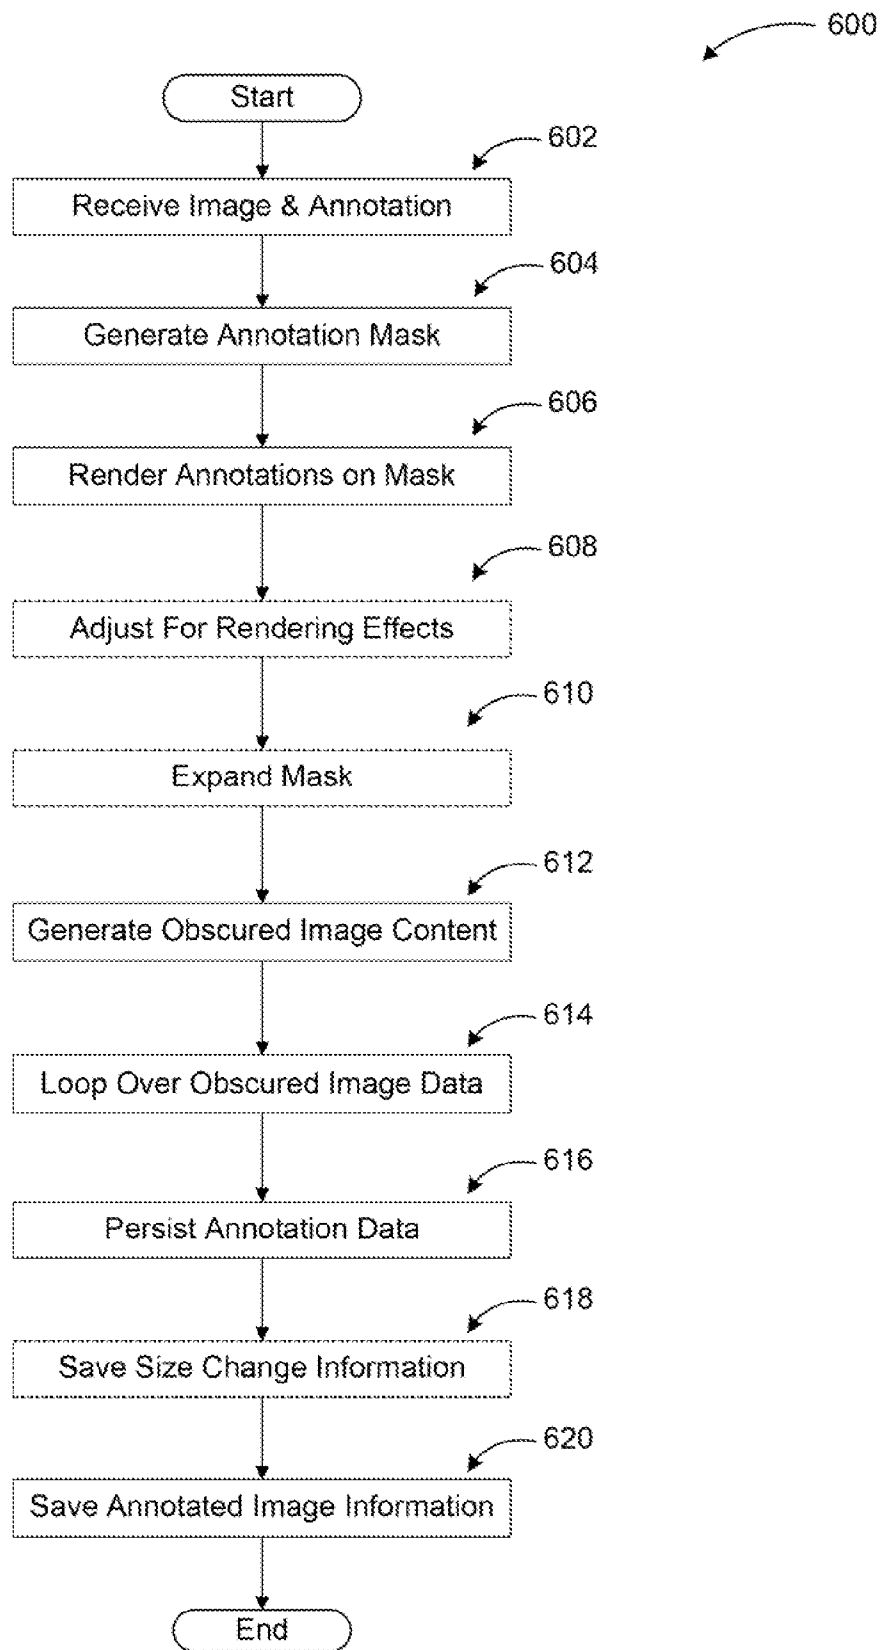 600
Start
602
Receive Image & Annotation
604
Generate Annotation Mask
606
Render Annotations on Mask
608
Adjust For Rendering Effects
610
Expand Mask
612
Generate Obscured Image Content
614
Loop Over Obscured Image Data
616
Persist Annotation Data
618
Save Size Change Information
620
Save Annotated Image Information
End